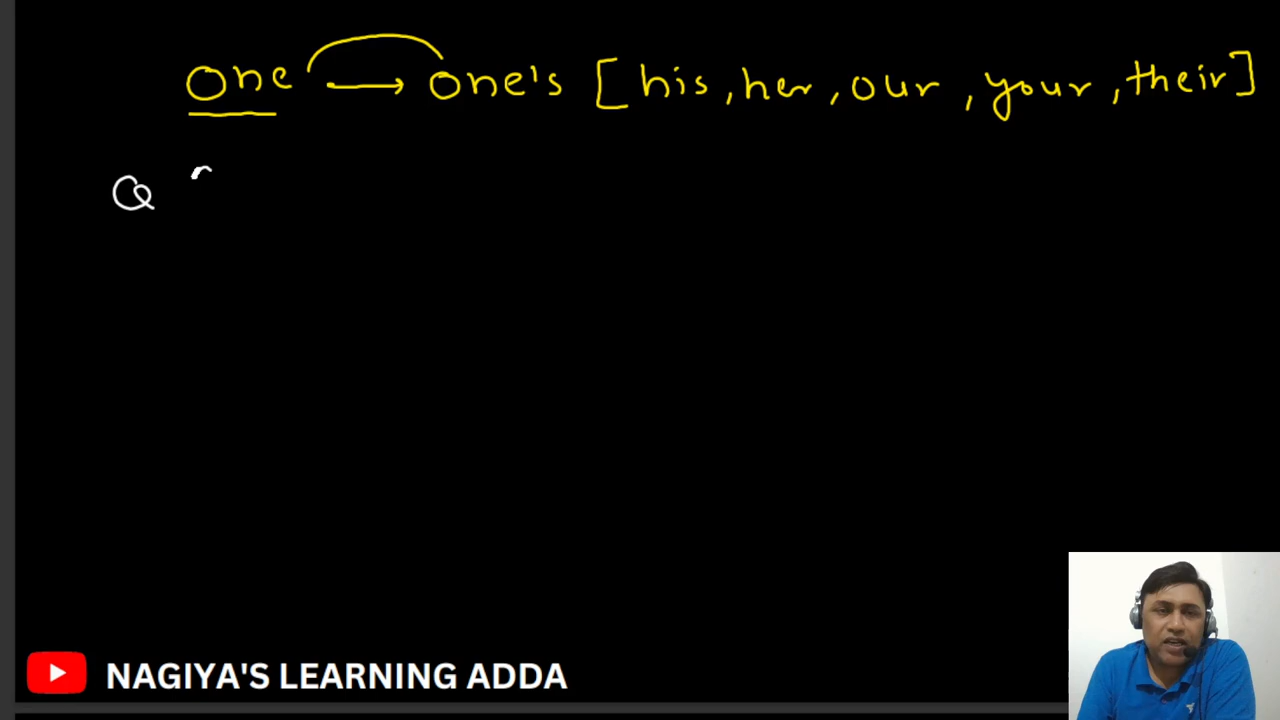 One → one's [his, her, our, your, their]
Q
NAGIYA'S LEARNING ADDA